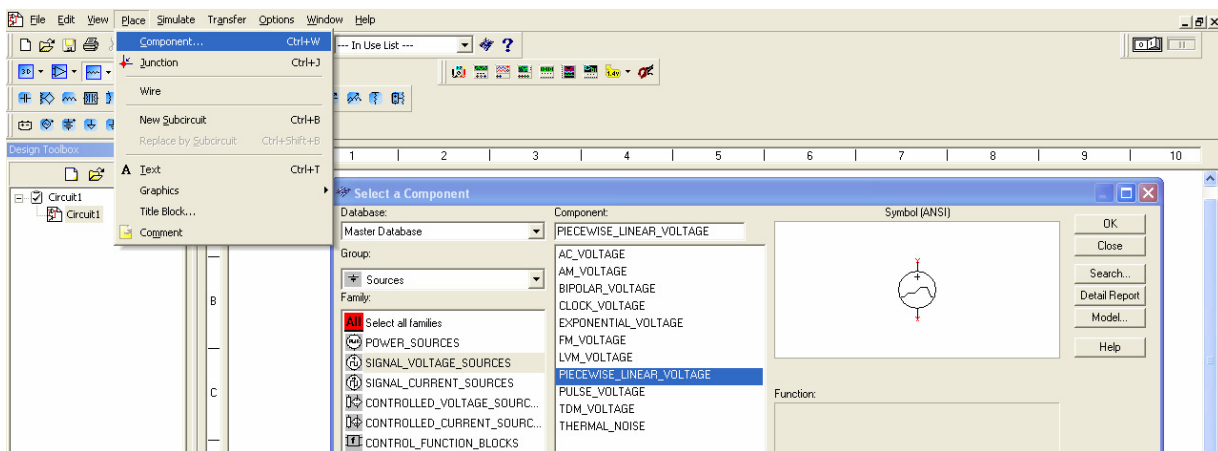 File Edit View Place Simulate Transfer Options Window Help
Component... Ctrl+W
--- In Use List ---
Junction Ctrl+J
Wire
New Subcircuit Ctrl+B
Replace by Subcircuit Ctrl+Shift+B
Text Ctrl+T
Graphics
Title Block...
Comment
Design Toolbox
Circuit1
Circuit1
1 2 3 4 5 6 7 8 9 10
B
C
Select a Component
Database:
Master Database
Group:
Sources
Family:
All Select all families
POWER_SOURCES
SIGNAL_VOLTAGE_SOURCES
SIGNAL_CURRENT_SOURCES
CONTROLLED_VOLTAGE_SOURC...
CONTROLLED_CURRENT_SOURC...
CONTROL_FUNCTION_BLOCKS
Component:
PIECEWISE_LINEAR_VOLTAGE
AC_VOLTAGE
AM_VOLTAGE
BIPOLAR_VOLTAGE
CLOCK_VOLTAGE
EXPONENTIAL_VOLTAGE
FM_VOLTAGE
LVM_VOLTAGE
PIECEWISE_LINEAR_VOLTAGE
PULSE_VOLTAGE
TDM_VOLTAGE
THERMAL_NOISE
Symbol (ANSI)
Function:
OK
Close
Search...
Detail Report
Model...
Help